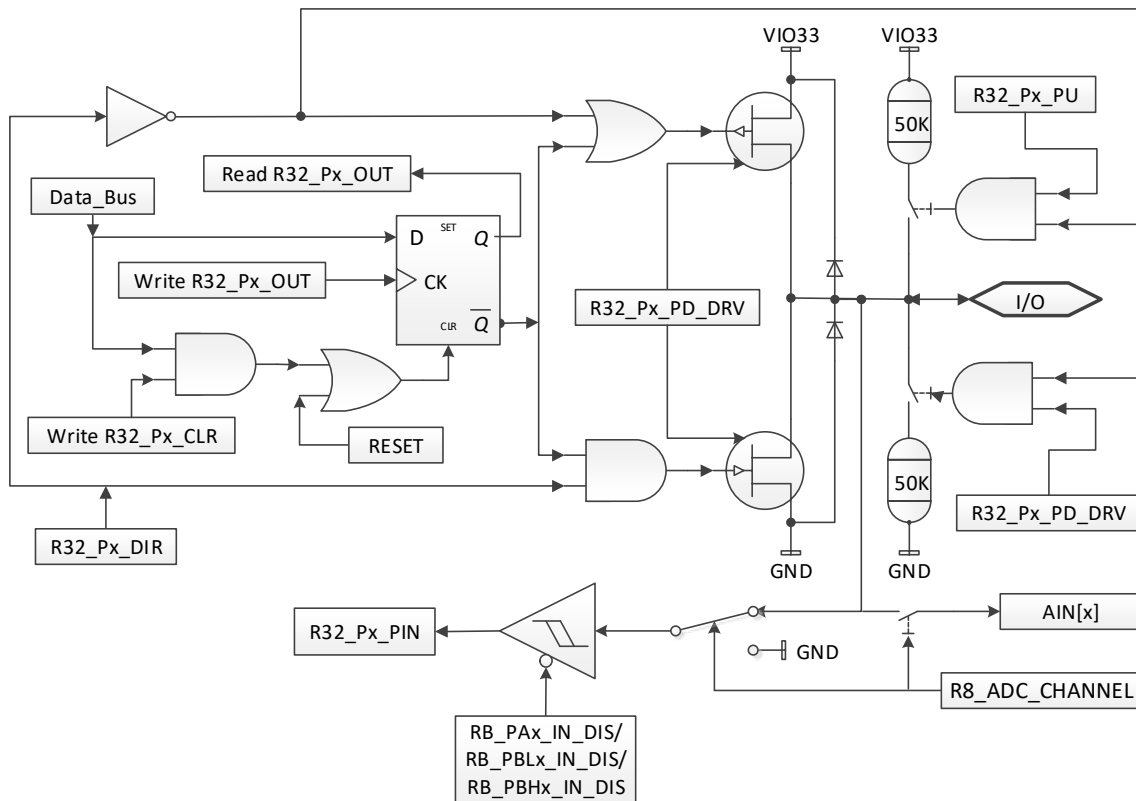 VIO33
VIO33
R32_Px_PU
50K
Read R32_Px_OUT
Data_Bus
D
SET
Q
Write R32_Px_OUT
CK
R32_Px_PD_DRV
I/O
CLR
Q
Write R32_Px_CLR
RESET
50K
R32_Px_DIR
R32_Px_PD_DRV
GND
GND
R32_Px_PIN
AIN[x]
GND
R8_ADC_CHANNEL
RB_PAx_IN_DIS/
RB_PBLx_IN_DIS/
RB_PBHx_IN_DIS